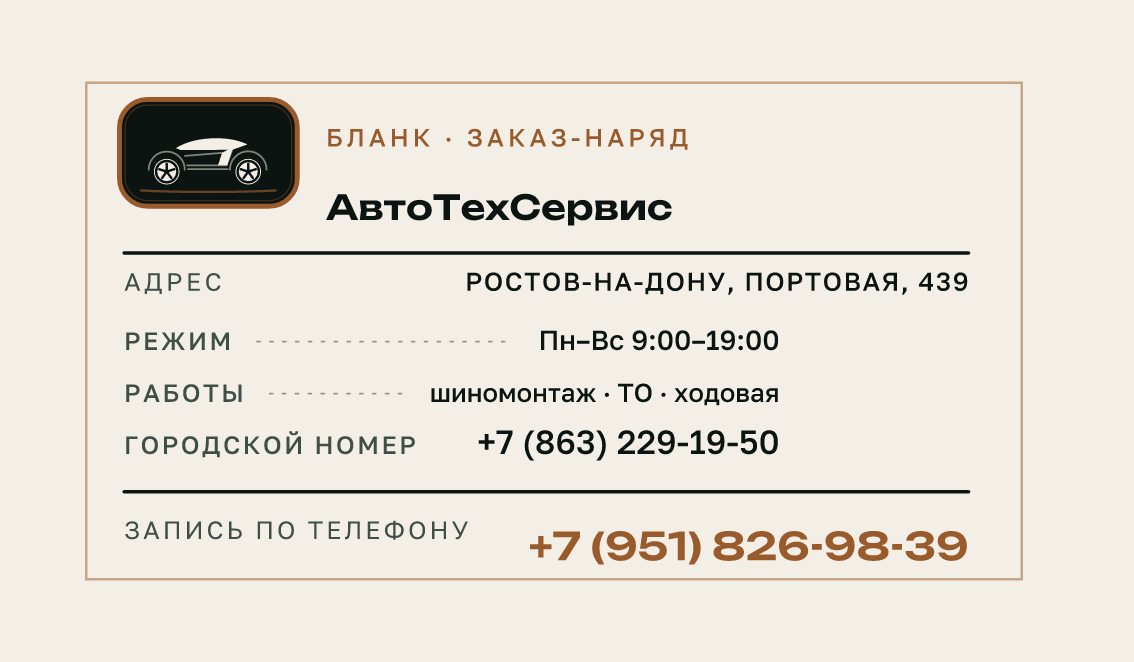 БЛАНК · ЗАКАЗ-НАРЯД
АвтоТехСервис
АДРЕС РОСТОВ-НА-ДОНУ, ПОРТОВАЯ, 439
РЕЖИМ Пн–Вс 9:00–19:00
РАБОТЫ шиномонтаж · ТО · ходовая
ГОРОДСКОЙ НОМЕР +7 (863) 229-19-50
ЗАПИСЬ ПО ТЕЛЕФОНУ +7 (951) 826-98-39